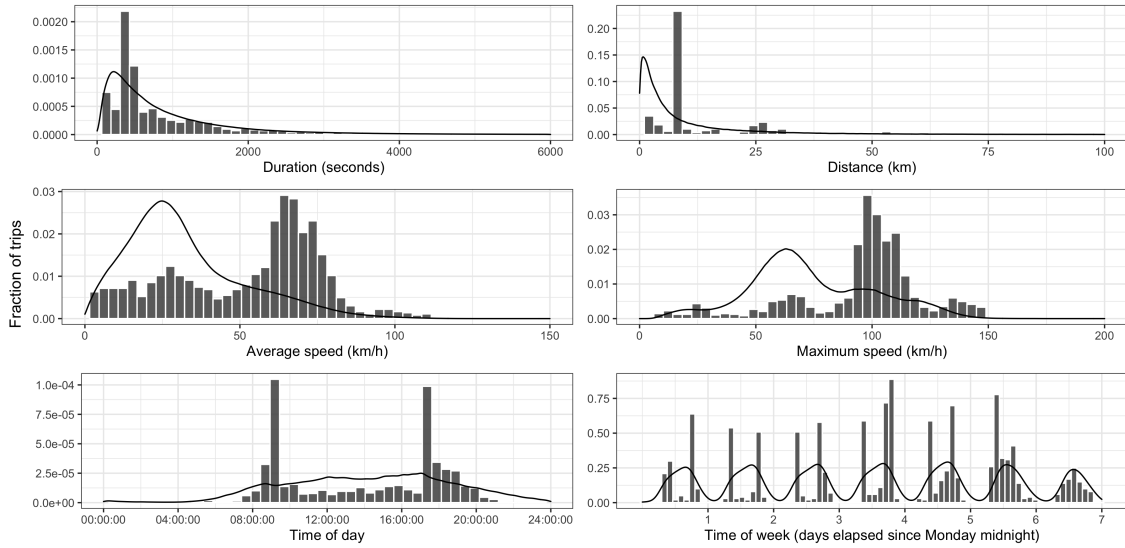 0.0020
0.0015
0.0010
0.0005
0.0000
0 2000 4000 6000
Duration (seconds)
0.20
0.15
0.10
0.05
0.00
0 25 50 75 100
Distance (km)
Fraction of trips
0.03
0.02
0.01
0.00
0 50 100 150
Average speed (km/h)
0.03
0.02
0.01
0.00
0 50 100 150 200
Maximum speed (km/h)
1.0e-04
7.5e-05
5.0e-05
2.5e-05
0.0e+00
00:00:00 04:00:00 08:00:00 12:00:00 16:00:00 20:00:00 24:00:00
Time of day
0.75
0.50
0.25
0.00
1 2 3 4 5 6 7
Time of week (days elapsed since Monday midnight)